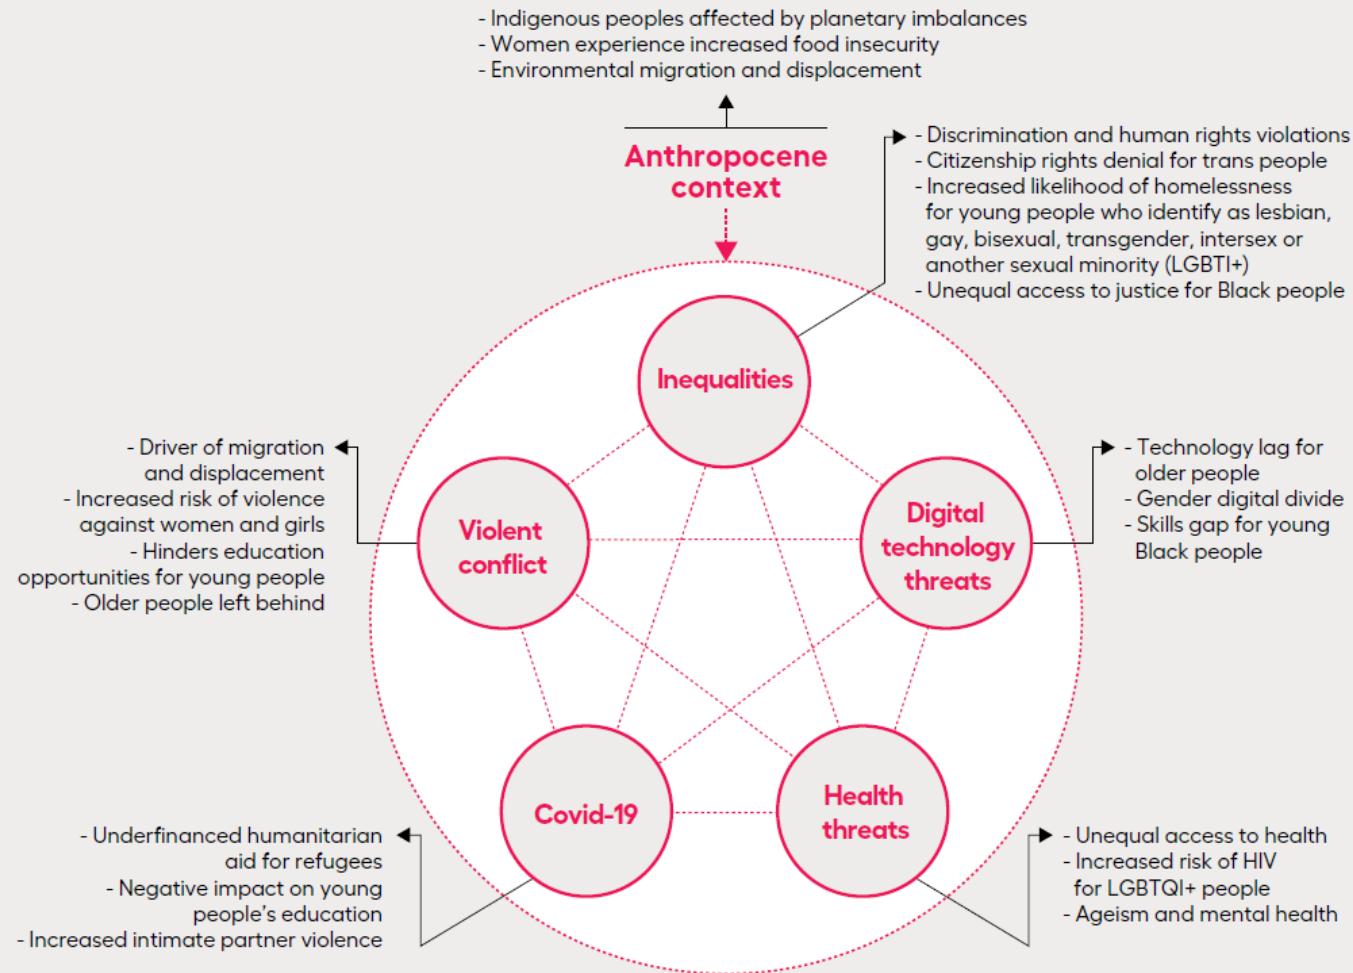 - Indigenous peoples affected by planetary imbalances
- Women experience increased food insecurity
- Environmental migration and displacement
Anthropocene
context
- Discrimination and human rights violations
- Citizenship rights denial for trans people
- Increased likelihood of homelessness
for young people who identify as lesbian,
gay, bisexual, transgender, intersex or
another sexual minority (LGBTI+)
- Unequal access to justice for Black people
Inequalities
- Driver of migration
and displacement
- Increased risk of violence
against women and girls
- Hinders education
opportunities for young people
- Older people left behind
Violent
conflict
Digital
technology
threats
- Technology lag for
older people
- Gender digital divide
- Skills gap for young
Black people
Covid-19
Health
threats
- Underfinanced humanitarian
aid for refugees
- Negative impact on young
people's education
- Increased intimate partner violence
- Unequal access to health
- Increased risk of HIV
for LGBTQI+ people
- Ageism and mental health